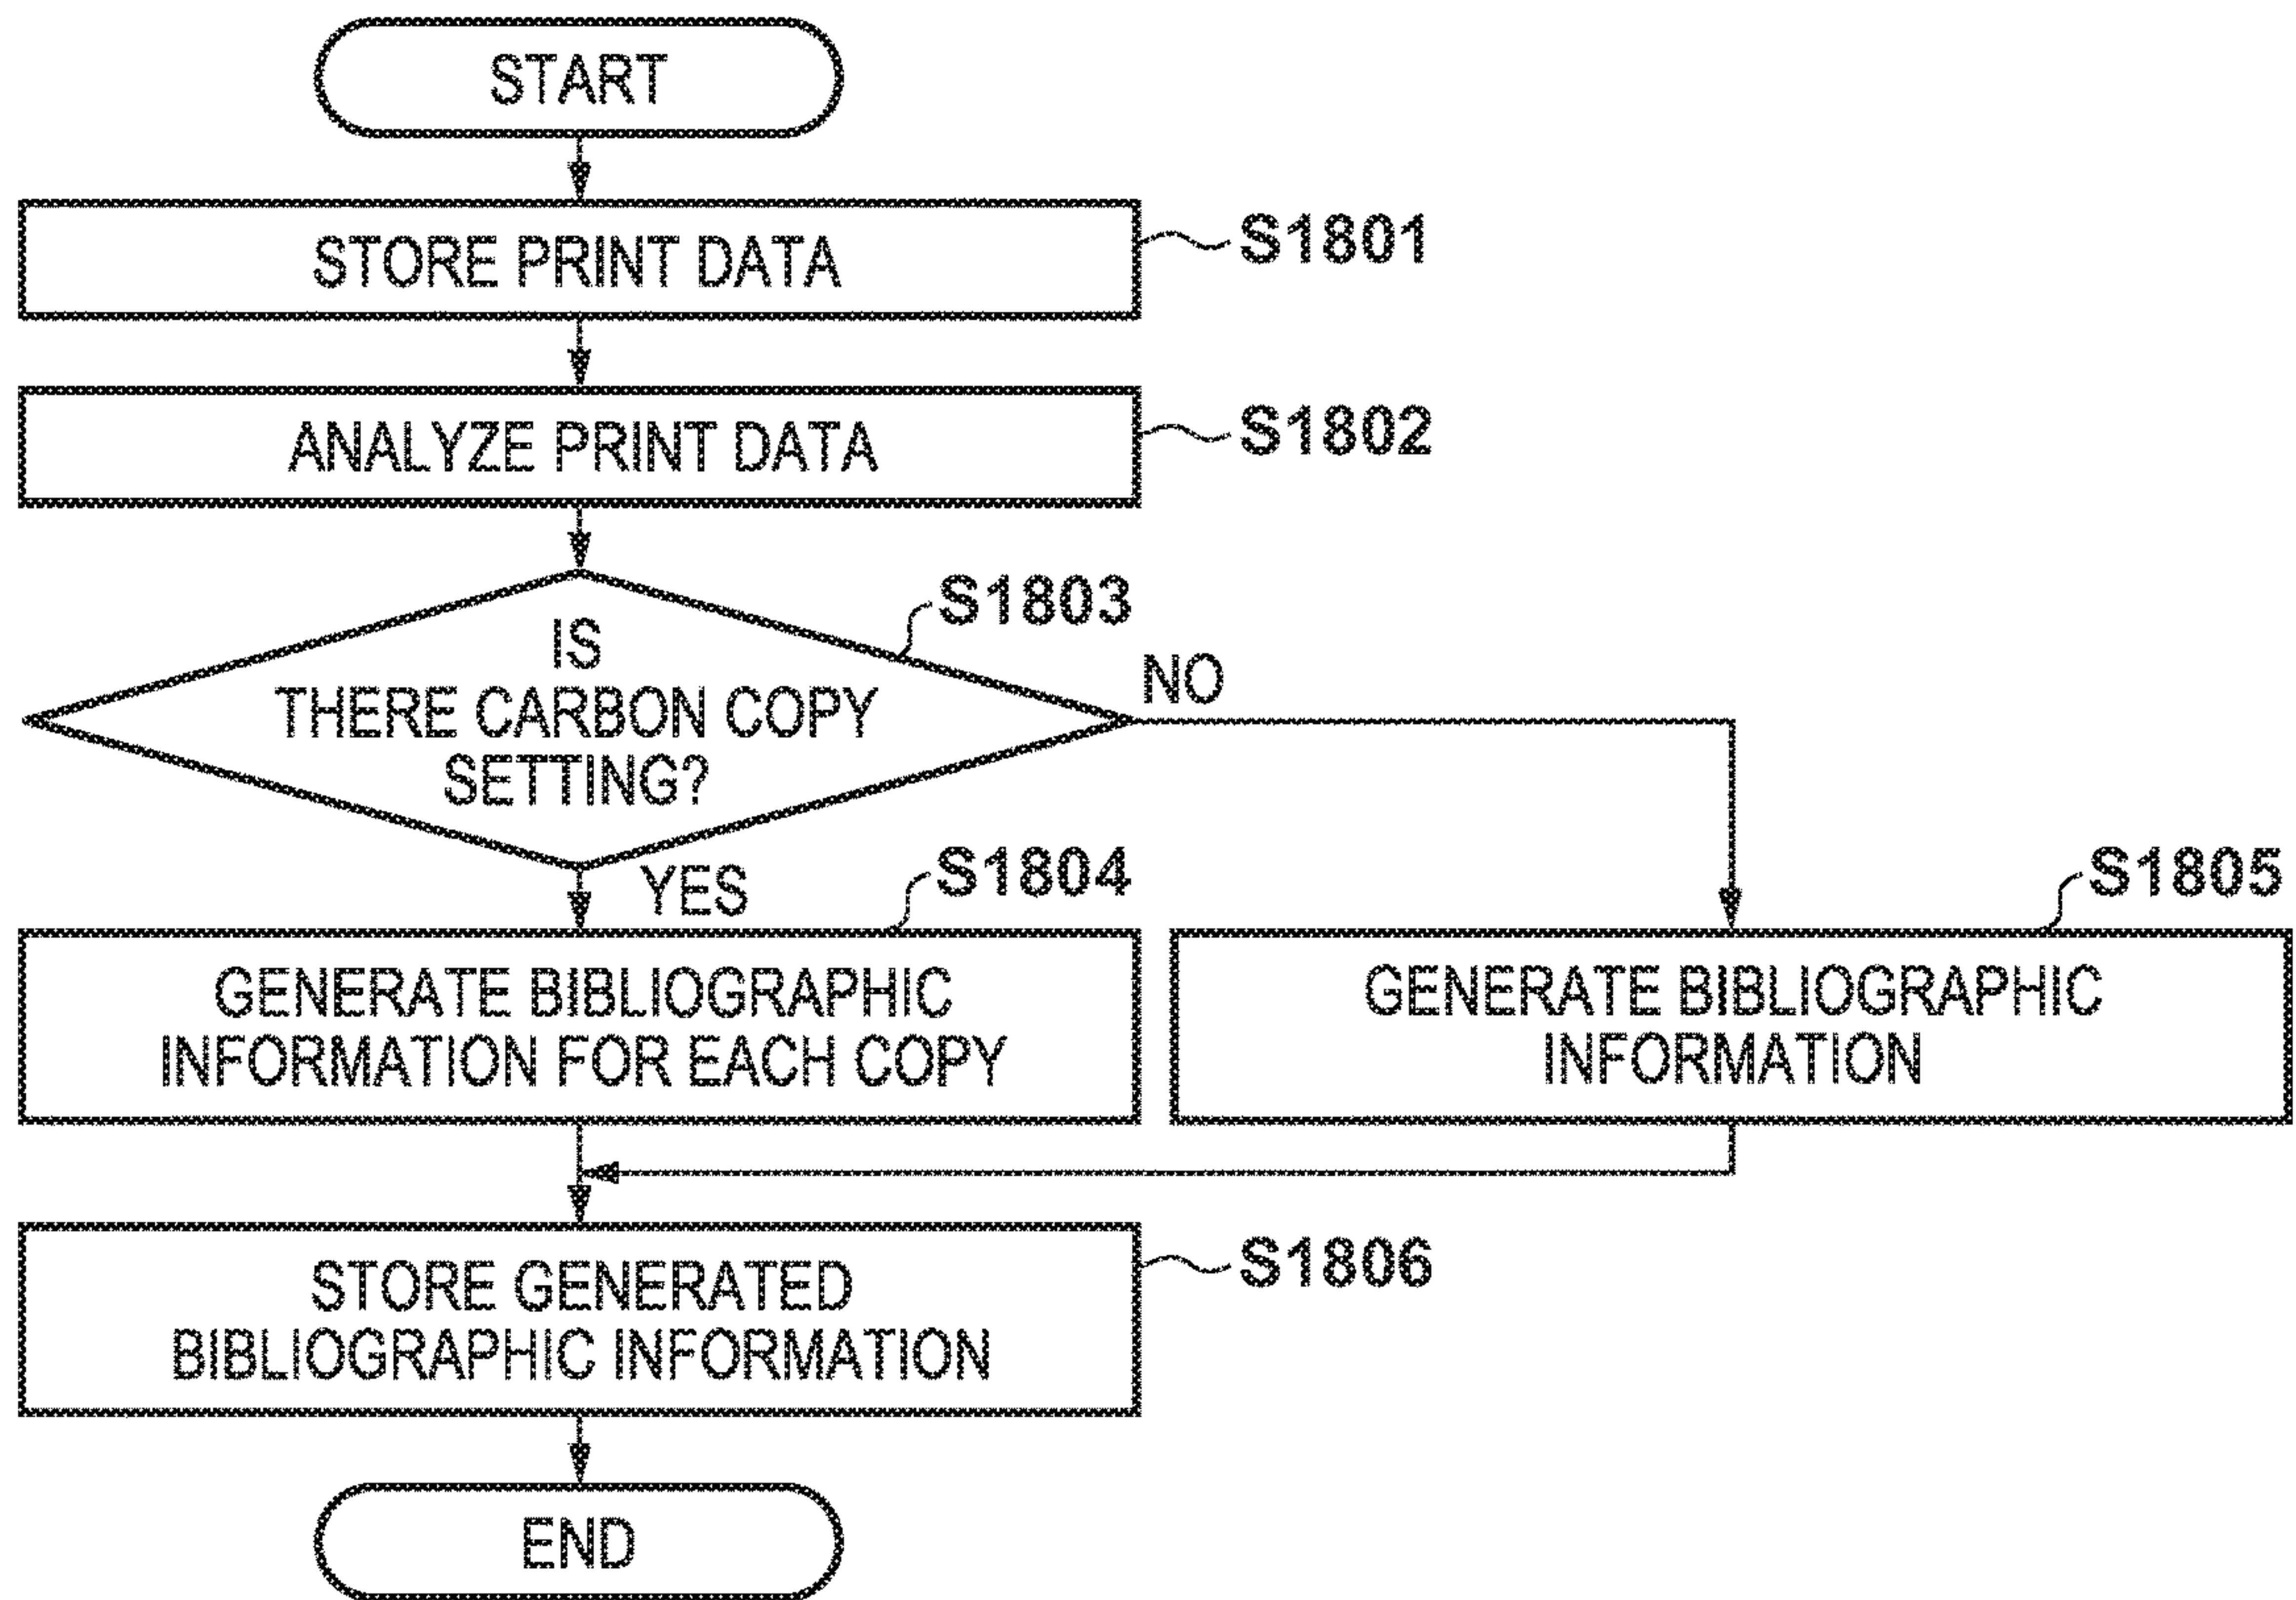 START
STORE PRINT DATA
S1801
ANALYZE PRINT DATA
S1802
S1803
IS
THERE CARBON COPY
SETTING?
NO
YES
S1804
GENERATE BIBLIOGRAPHIC
INFORMATION FOR EACH COPY
S1805
GENERATE BIBLIOGRAPHIC
INFORMATION
STORE GENERATED
BIBLIOGRAPHIC INFORMATION
S1806
END